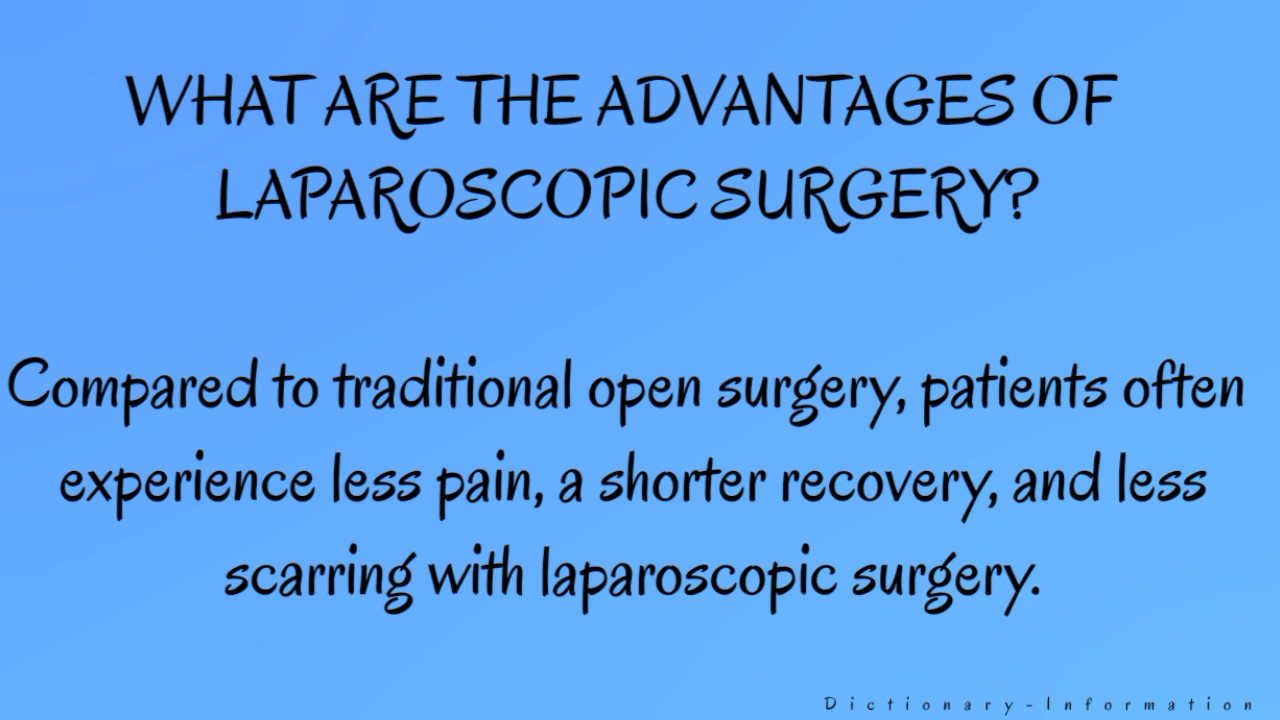 WHAT ARE THE ADVANTAGES OF
LAPAROSCOPIC SURGERY?
Compared to traditional open surgery, patients often
experience less pain, a shorter recovery, and less
scarring with laparoscopic surgery.
Dictionary-Information